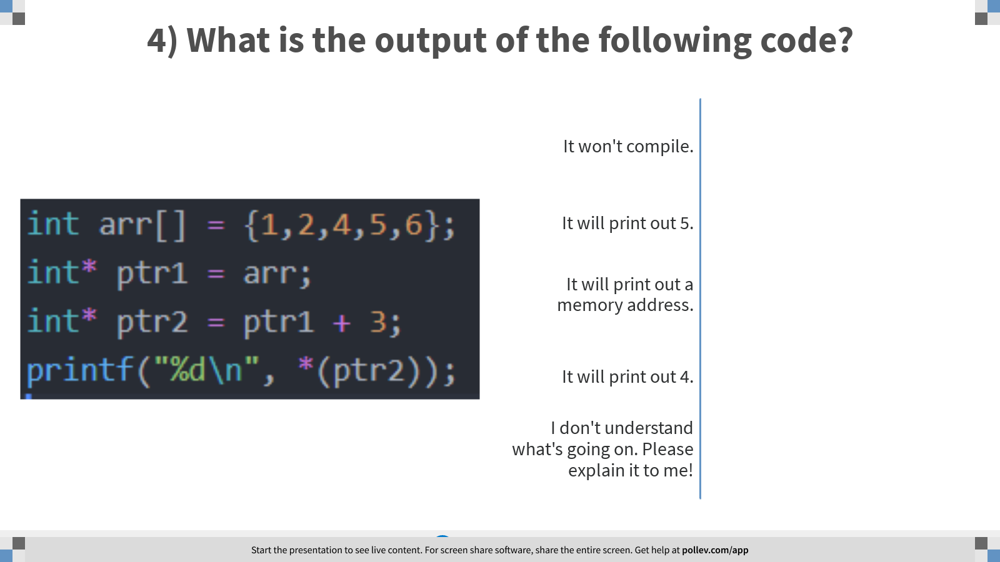 4) What is the output of the following code?
int arr[] = {1,2,4,5,6};
int* ptr1 = arr;
int* ptr2 = ptr1 + 3;
printf("%d\n", *(ptr2));
It won't compile.
It will print out 5.
It will print out a
memory address.
It will print out 4.
I don't understand
what's going on. Please
explain it to me!
Start the presentation to see live content. For screen share software, share the entire screen. Get help at pollev.com/app